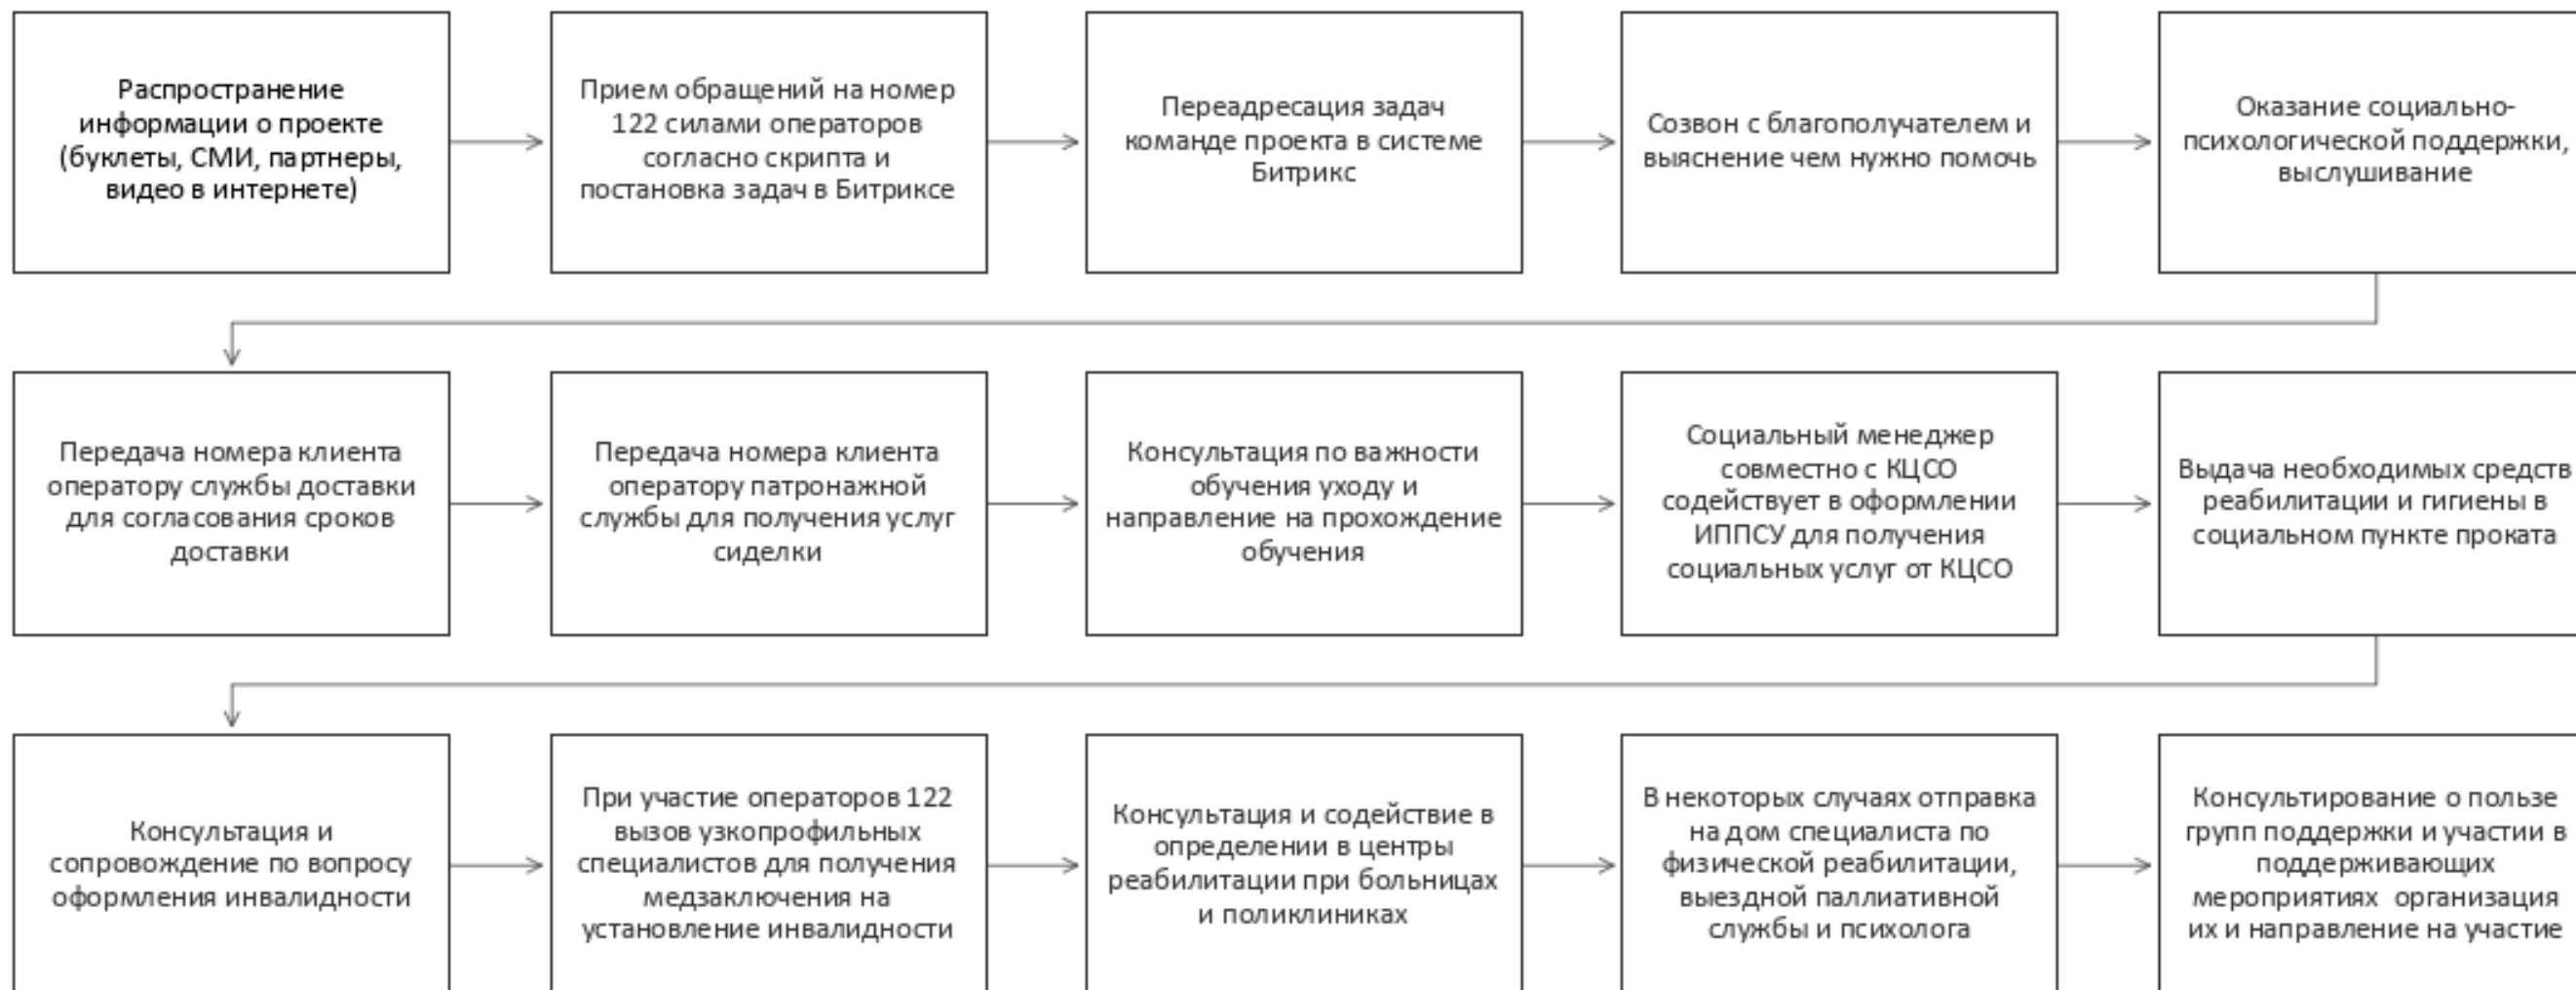 Распространение
информации о проекте
(буклеты, СМИ, партнеры,
видео в интернете)
Прием обращений на номер
122 силами операторов
согласно скрипта и
постановка задач в Битриксе
Переадресация задач
команде проекта в системе
Битрикс
Созвон с благополучателем и
выяснение чем нужно помочь
Оказание социально-
психологической поддержки,
выслушивание
Передача номера клиента
оператору службы доставки
для согласования сроков
доставки
Передача номера клиента
оператору патронажной
службы для получения услуг
сиделки
Консультация по важности
обучения уходу и
направление на прохождение
обучения
Социальный менеджер
совместно с КЦСО
содействует в оформлении
ИППСУ для получения
социальных услуг от КЦСО
Выдача необходимых средств
реабилитации и гигиены в
социальном пункте проката
Консультация и
сопровождение по вопросу
оформления инвалидности
При участие операторов 122
вызов узкопрофильных
специалистов для получения
медзаключения на
установление инвалидности
Консультация и содействие в
определении в центры
реабилитации при больницах
и поликлиниках
В некоторых случаях отправка
на дом специалиста по
физической реабилитации,
выездной паллиативной
службы и психолога
Консультирование о пользе
групп поддержки и участии в
поддерживающих
мероприятиях организация
их и направление на участие